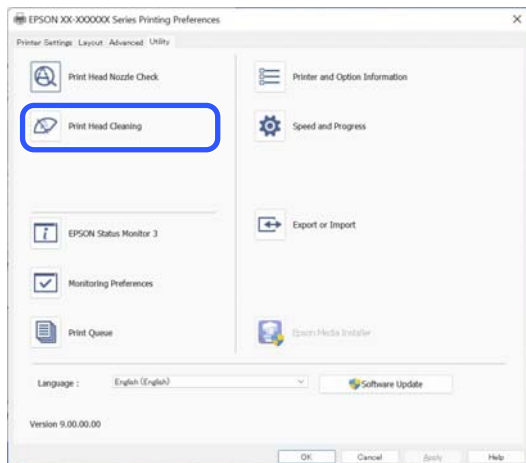 EPSON XX-XXXXXX Series Printing Preferences
Printer Settings Layout Advanced Utility
Print Head Nozzle Check
Printer and Option Information
Print Head Cleaning
Speed and Progress
EPSON Status Monitor 3
Export or Import
Monitoring Preferences
Print Queue
Epson Media Installer
Language : English (English) Software Update
Version 9.00.00.00
OK Cancel Apply Help